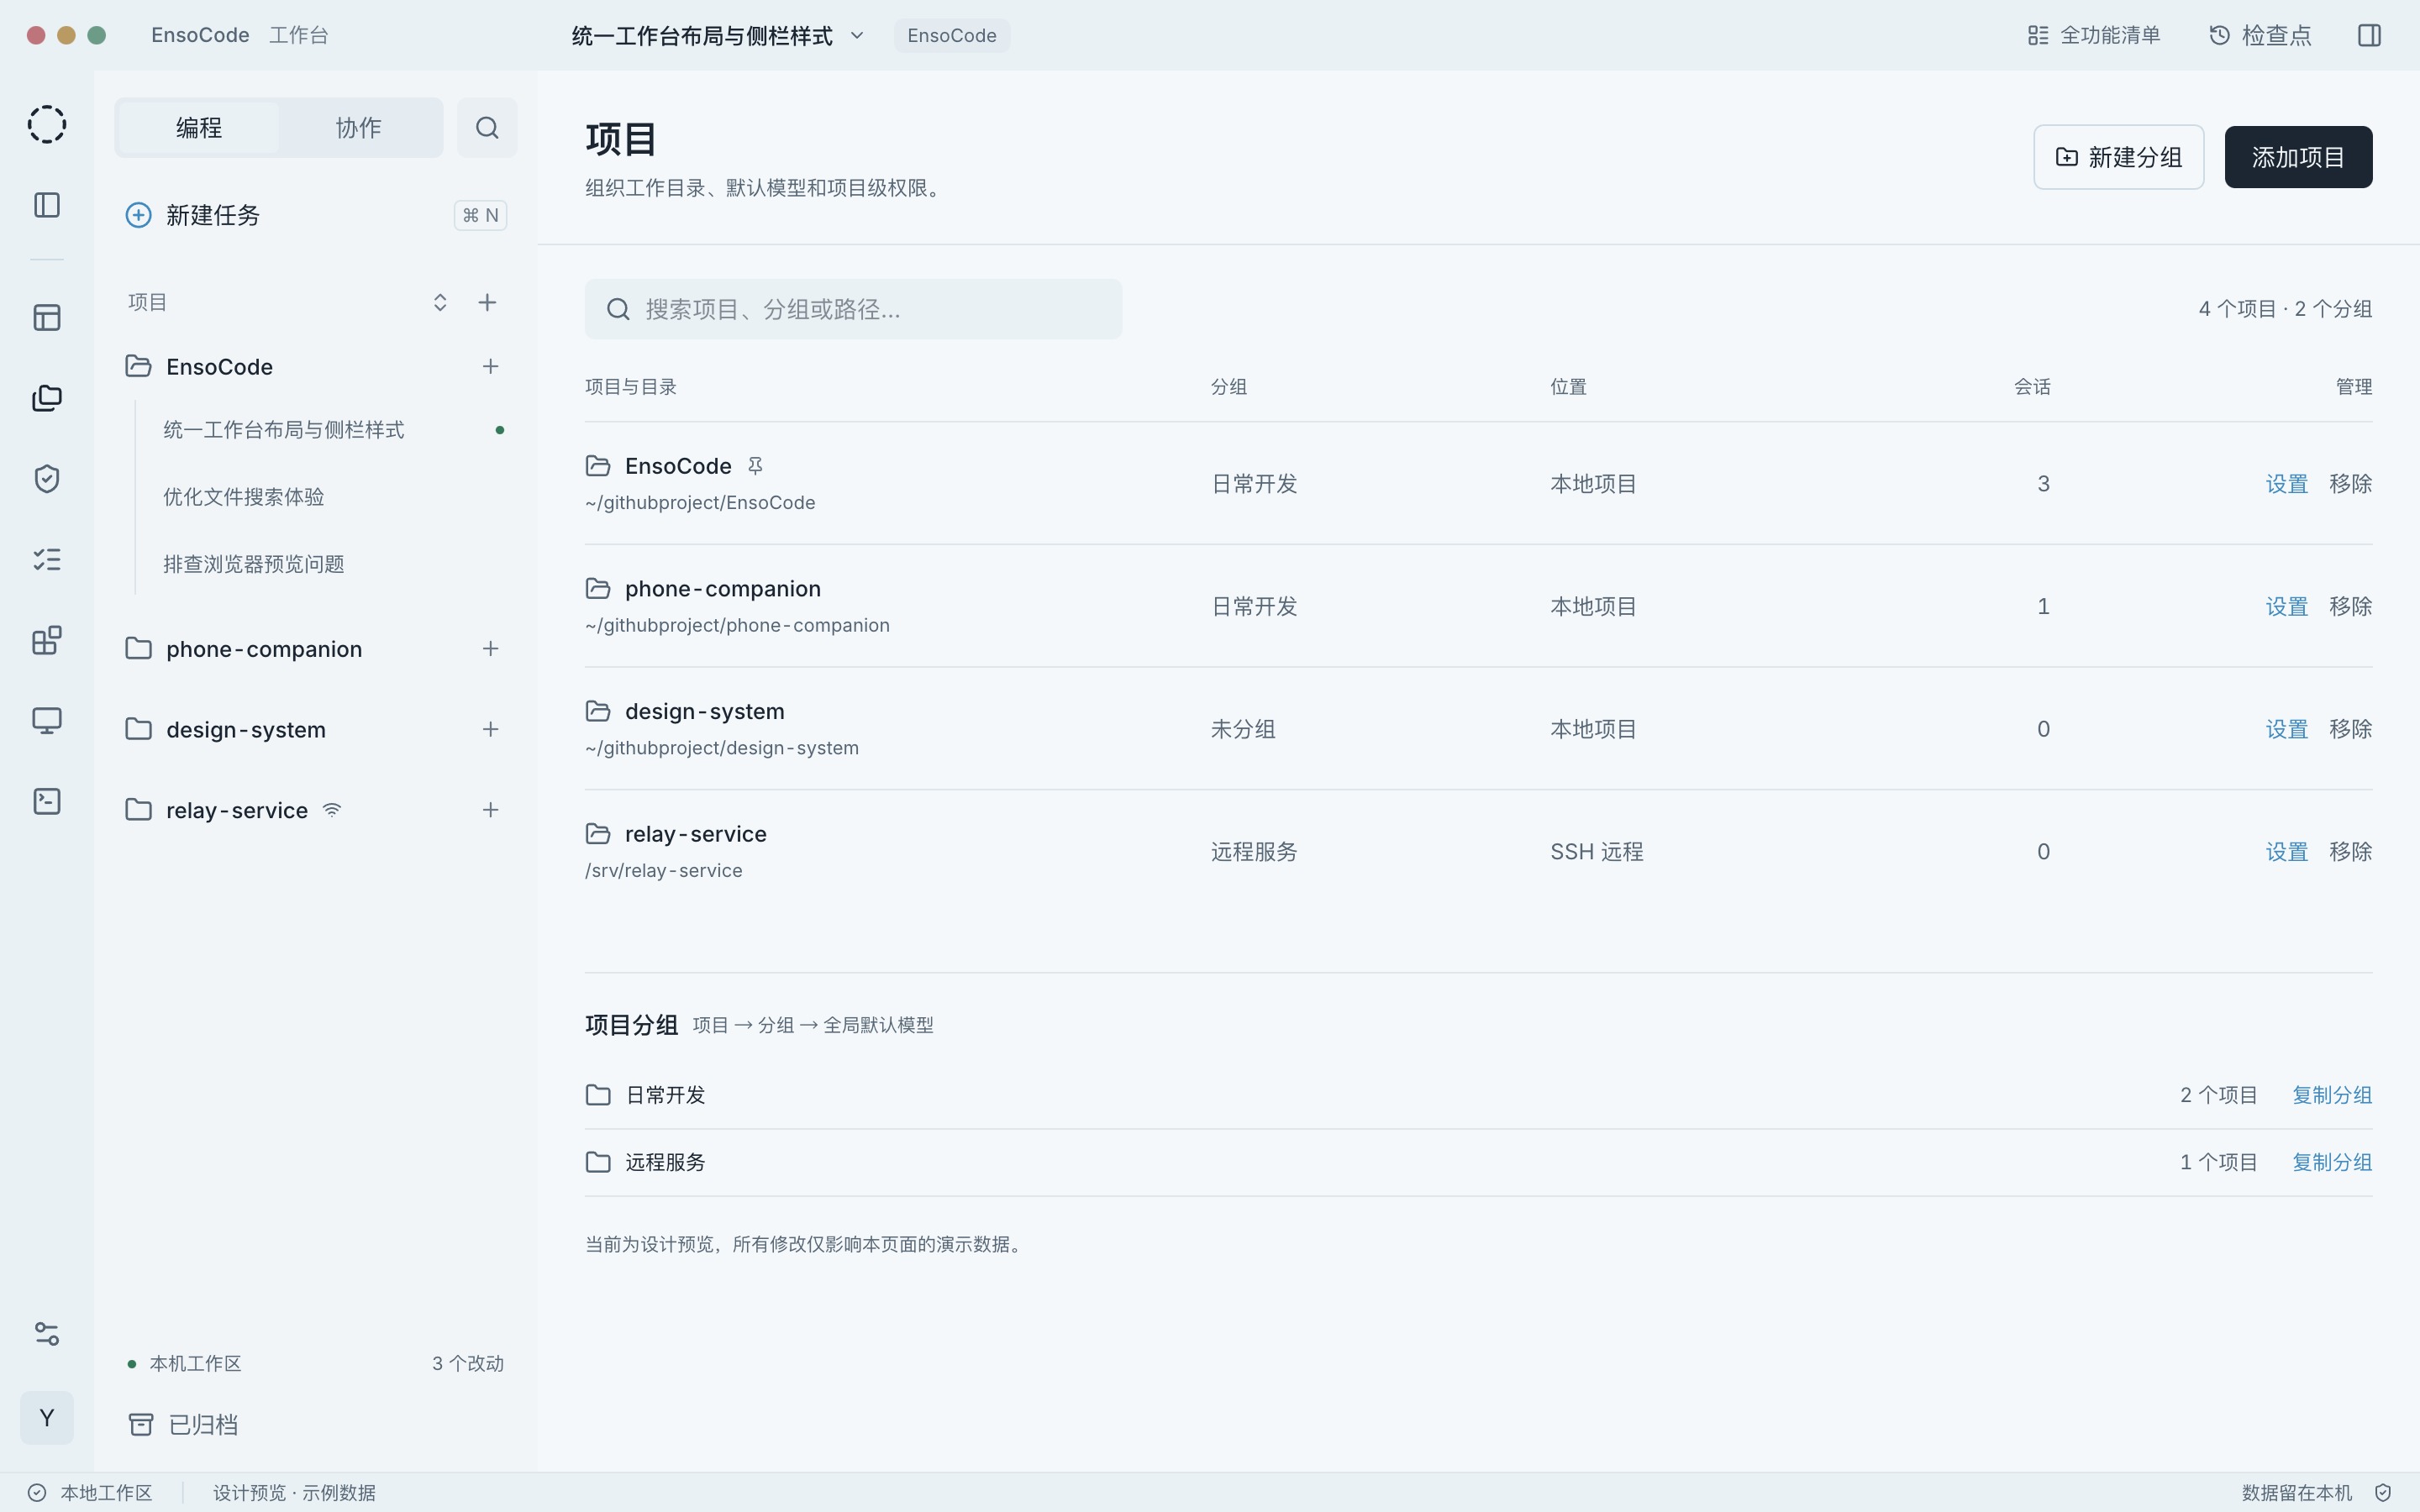 EnsoCode 工作台 统一工作台布局与侧栏样式 EnsoCode 全功能清单 检查点
编程 协作
新建任务 ⌘ N
项目
EnsoCode
统一工作台布局与侧栏样式
优化文件搜索体验
排查浏览器预览问题
phone-companion
design-system
relay-service
本机工作区 3 个改动
已归档
Y
项目
组织工作目录、默认模型和项目级权限。
新建分组 添加项目
搜索项目、分组或路径... 4 个项目 · 2 个分组
项目与目录 分组 位置 会话 管理
EnsoCode
~/githubproject/EnsoCode
日常开发 本地项目 3 设置 移除
phone-companion
~/githubproject/phone-companion
日常开发 本地项目 1 设置 移除
design-system
~/githubproject/design-system
未分组 本地项目 0 设置 移除
relay-service
/srv/relay-service
远程服务 SSH 远程 0 设置 移除
项目分组 项目 → 分组 → 全局默认模型
日常开发 2 个项目 复制分组
远程服务 1 个项目 复制分组
当前为设计预览，所有修改仅影响本页面的演示数据。
本地工作区 设计预览 · 示例数据 数据留在本机